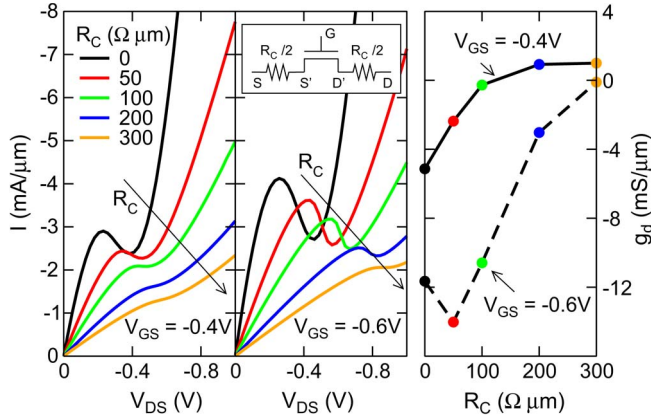 I (mA/μm)
-8
-7
-6
-5
-4
-3
-2
-1
0
R_C (Ω μm)
0
50
100
200
300
R_C
V_GS = -0.4V
0
-0.4
-0.8
V_DS (V)
G
R_C/2
R_C/2
S
S'
D'
D
R_C
V_GS = -0.6V
0
-0.4
-0.8
V_DS (V)
V_GS = -0.4V
V_GS = -0.6V
4
0
-4
-8
-12
g_d (mS/μm)
0
100
200
300
R_C (Ω μm)